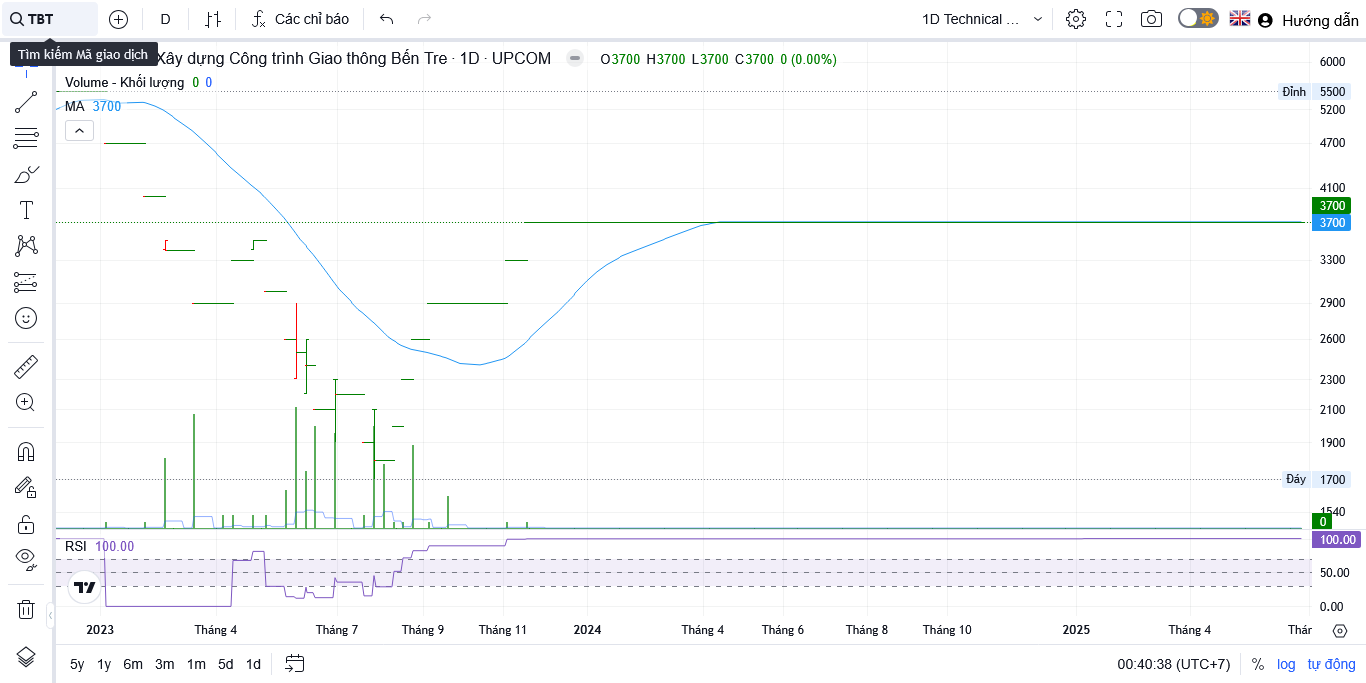 TBT
D
Các chỉ báo
1D Technical ...
Hướng dẫn
Tìm kiếm Mã giao dịch
Xây dựng Công trình Giao thông Bến Tre · 1D · UPCOM
O3700 H3700 L3700 C3700 0 (0.00%)
Volume - Khối lượng 0 0
MA 3700
6000
Đỉnh 5500
5200
4700
4100
3700
3700
3300
2900
2600
2300
2100
1900
Đáy 1700
1540
0
RSI 100.00
100.00
50.00
0.00
2023 Tháng 4 Tháng 7 Tháng 9 Tháng 11 2024 Tháng 4 Tháng 6 Tháng 8 Tháng 10 2025 Tháng 4 Thár
5y 1y 6m 3m 1m 5d 1d
00:40:38 (UTC+7) % log tự động